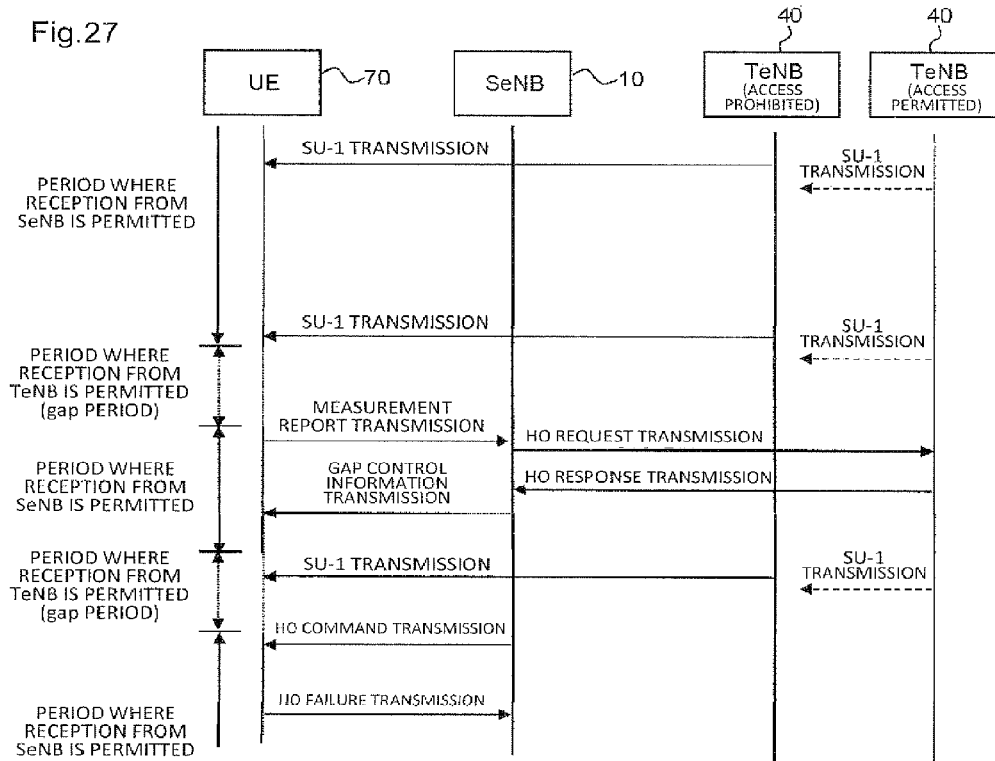 Fig.27
UE
70
SeNB
10
40
TeNB
(ACCESS
PROHIBITED)
40
TeNB
(ACCESS
PERMITTED)
SU-1 TRANSMISSION
SU-1
TRANSMISSION
PERIOD WHERE
RECEPTION FROM
SeNB IS PERMITTED
SU-1 TRANSMISSION
SU-1
TRANSMISSION
PERIOD WHERE
RECEPTION FROM
TeNB IS PERMITTED
(gap PERIOD)
MEASUREMENT
REPORT TRANSMISSION
HO REQUEST TRANSMISSION
PERIOD WHERE
RECEPTION FROM
SeNB IS PERMITTED
GAP CONTROL
INFORMATION
TRANSMISSION
HO RESPONSE TRANSMISSION
PERIOD WHERE
RECEPTION FROM
TeNB IS PERMITTED
(gap PERIOD)
SU-1 TRANSMISSION
SU-1
TRANSMISSION
HO COMMAND TRANSMISSION
HO FAILURE TRANSMISSION
PERIOD WHERE
RECEPTION FROM
SeNB IS PERMITTED